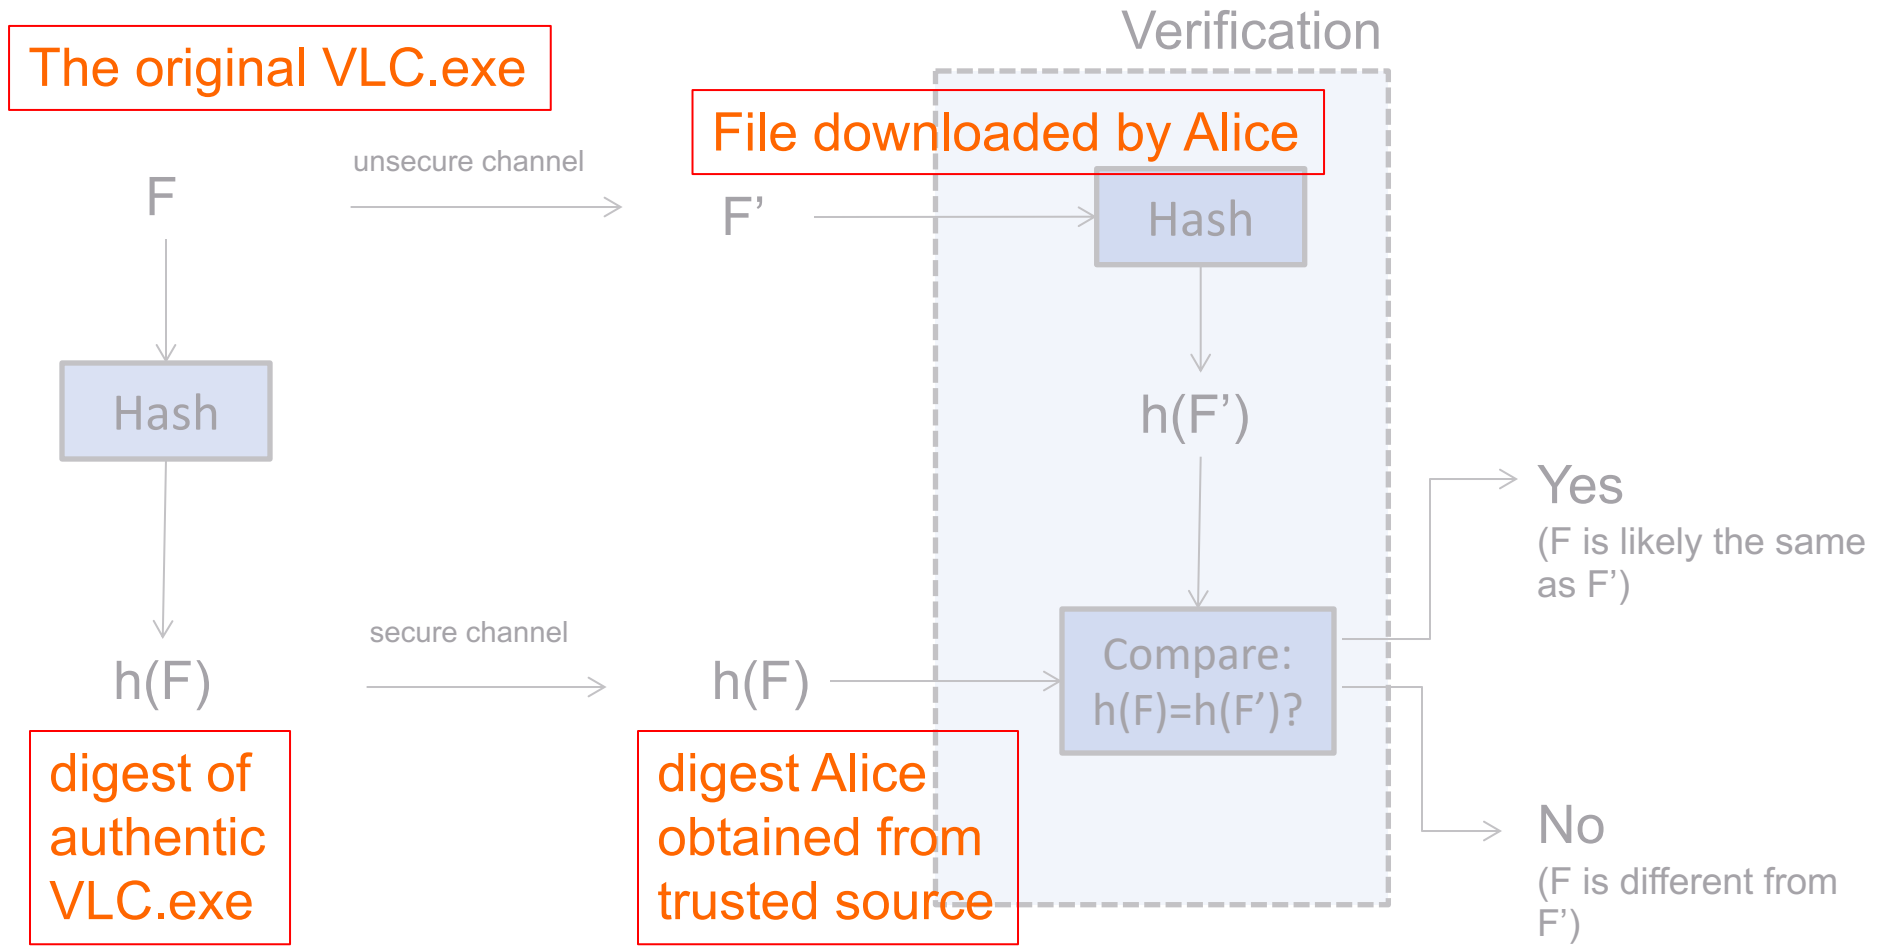 Verification
The original VLC.exe
File downloaded by Alice
unsecure channel
F
F’
Hash
Hash
h(F’)
Yes
(F is likely the same
as F’)
secure channel
h(F)
h(F)
Compare:
h(F)=h(F’)?
digest of
authentic
VLC.exe
digest Alice
obtained from
trusted source
No
(F is different from
F’)